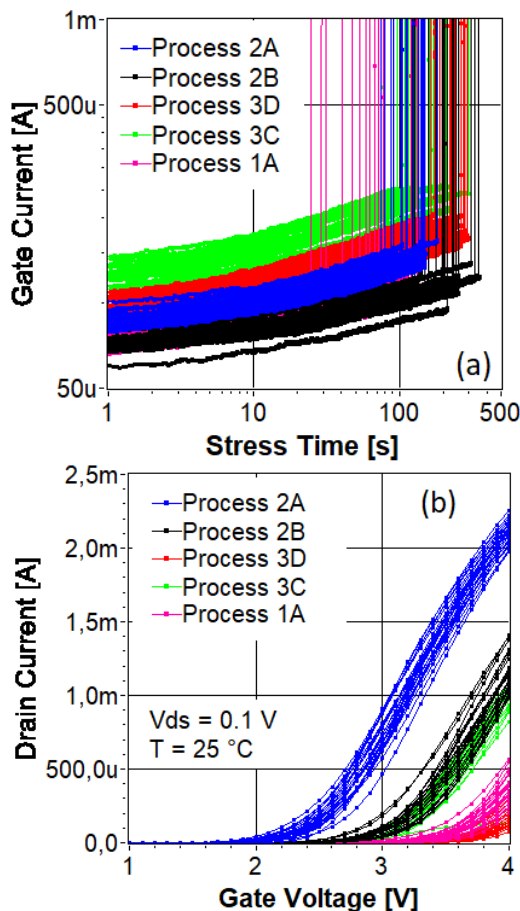 1m
Process 2A
Process 2B
500u
Process 3D
Process 3C
Process 1A
Gate Current [A]
(a)
50u
1 10 100 500
Stress Time [s]
2,5m
Process 2A
(b)
Process 2B
2,0m
Process 3D
Process 3C
Process 1A
1,5m
Drain Current [A]
1,0m
Vds = 0.1 V
T = 25 °C
500,0u
0,0
1 2 3 4
Gate Voltage [V]